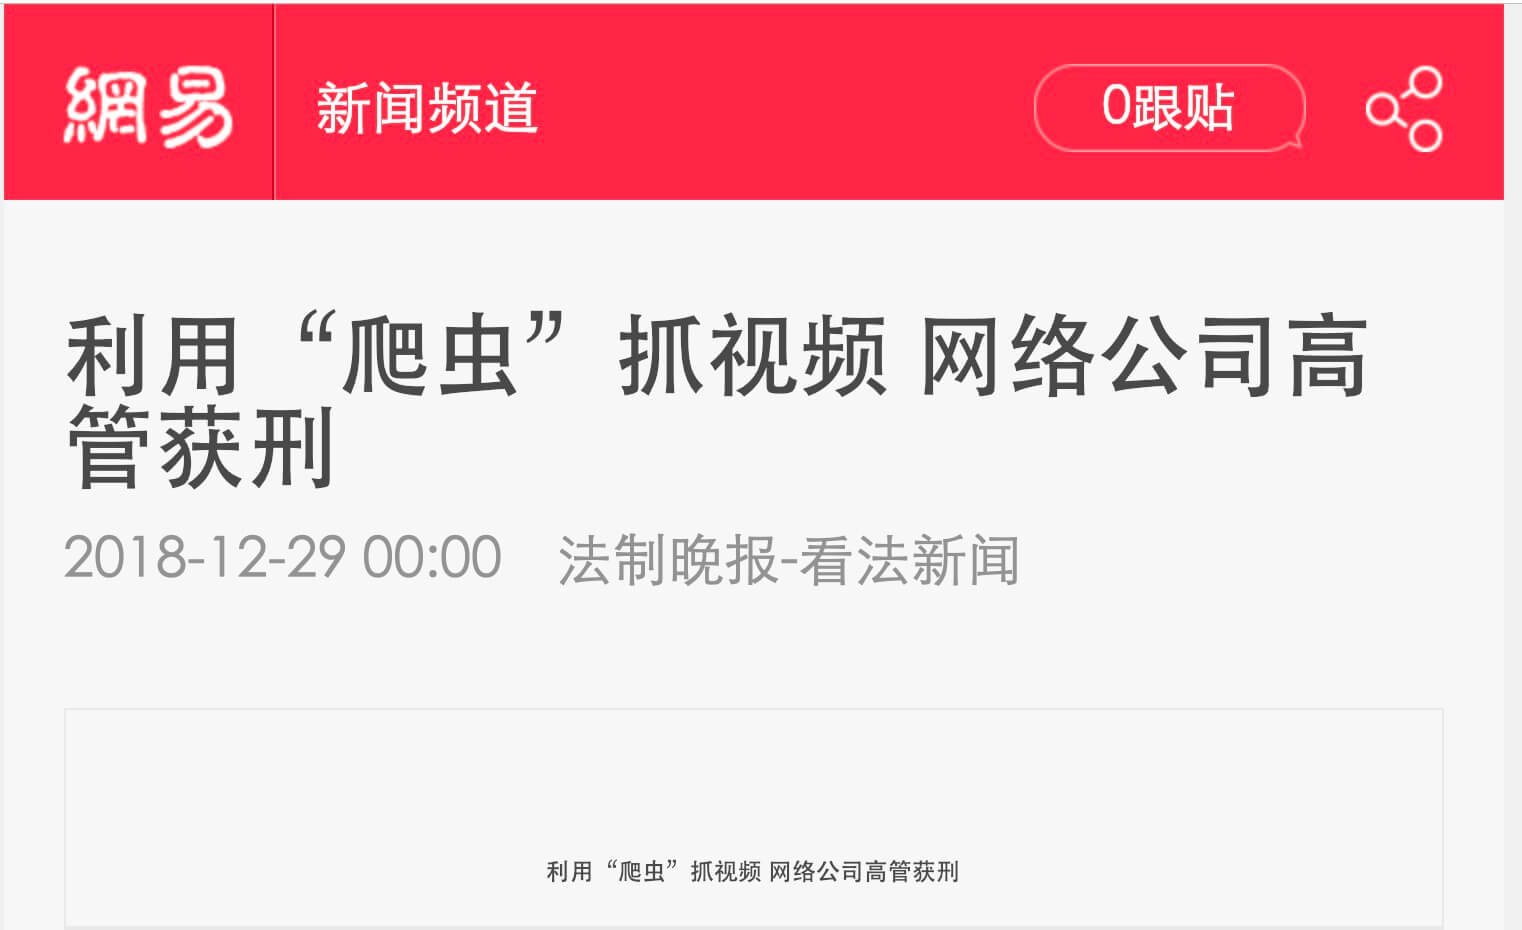 網易 新闻频道 0跟贴
利用“爬虫”抓视频 网络公司高
管获刑
2018-12-29 00:00 法制晚报-看法新闻
利用“爬虫”抓视频 网络公司高管获刑